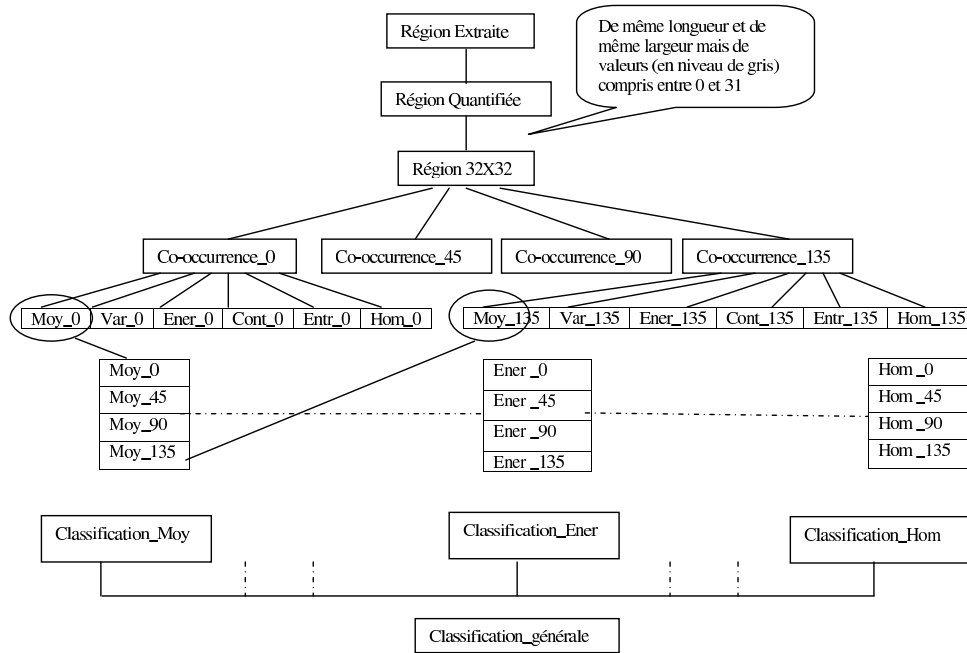 Région Extraite
De même longueur et de
même largeur mais de
valeurs (en niveau de gris)
compris entre 0 et 31
Région Quantifiée
Région 32X32
Co-occurrence_0
Co-occurrence_45
Co-occurrence_90
Co-occurrence_135
Moy_0 Var_0 Ener_0 Cont_0 Entr_0 Hom_0
Moy_135 Var_135 Ener_135 Cont_135 Entr_135 Hom_135
Moy_0
Moy_45
Moy_90
Moy_135
Ener _0
Ener _45
Ener _90
Ener _135
Hom _0
Hom _45
Hom _90
Hom _135
Classification_Moy
Classification_Ener
Classification_Hom
Classification_générale